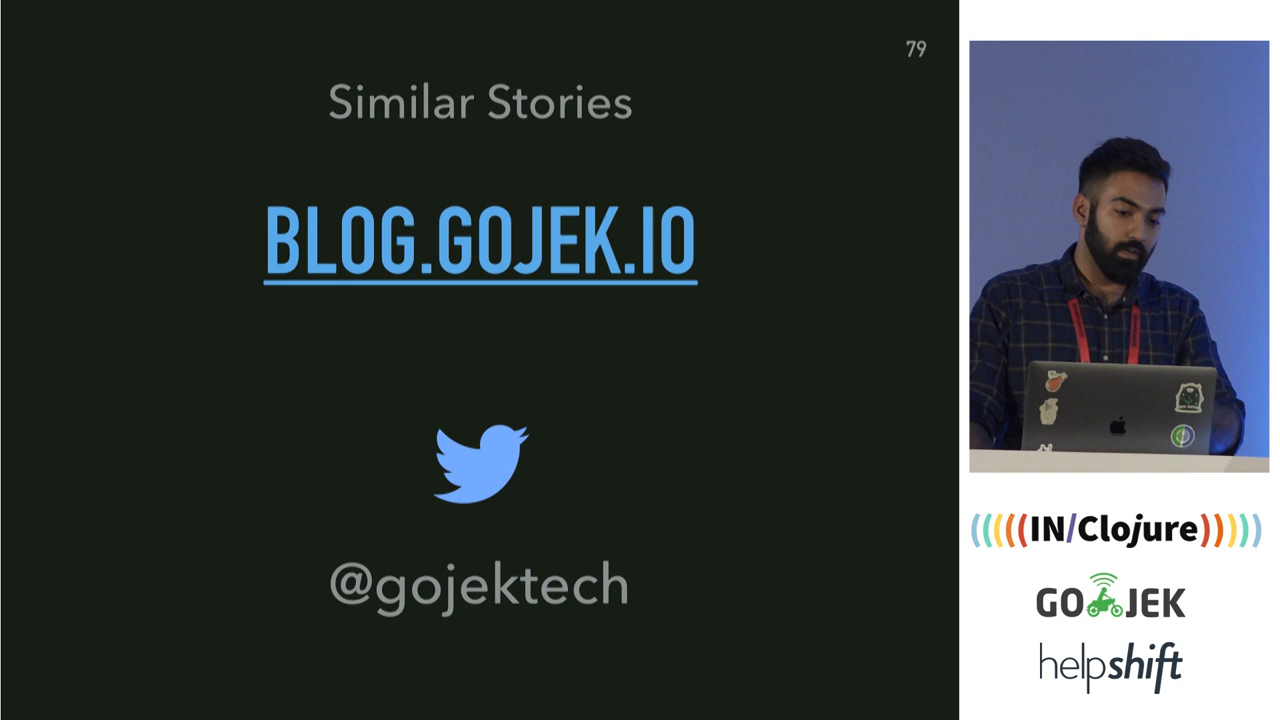 79
Similar Stories
BLOG.GOJEK.IO
@gojektech
(((((IN/Clojure)))))
GOJEK
helpshift